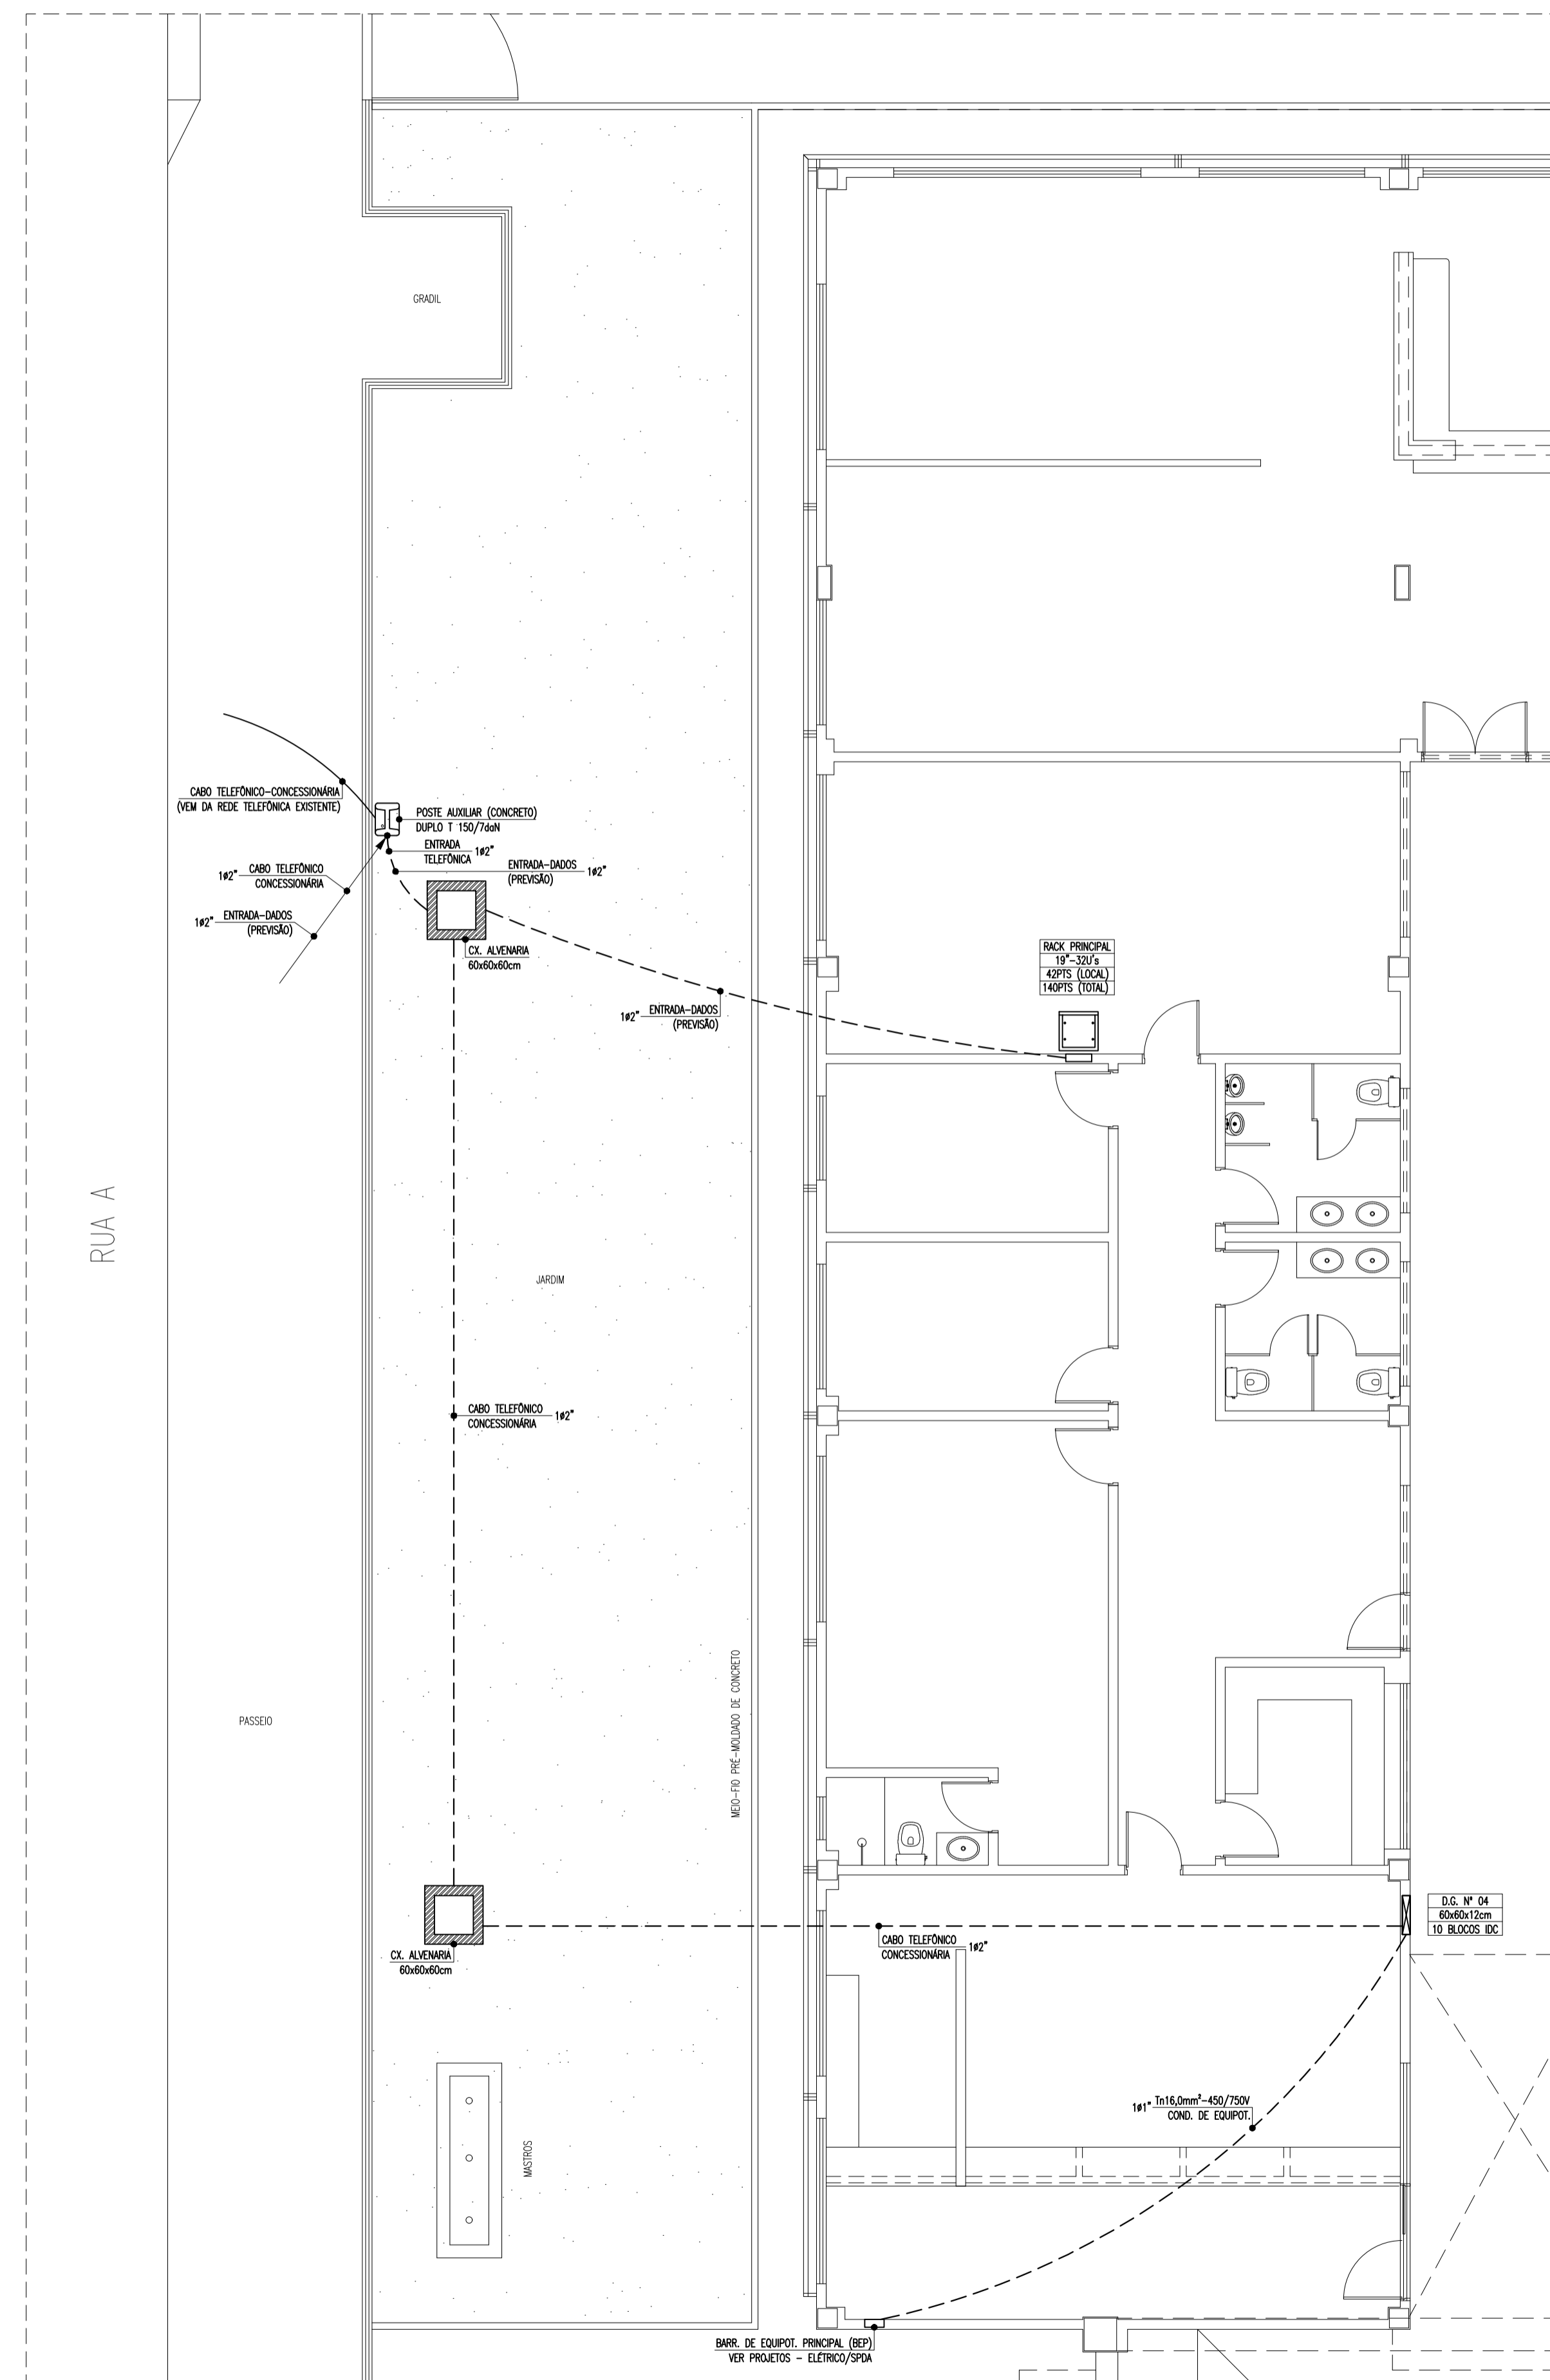 GRADIL
CABO TELEFÔNICO-CONCESSIONÁRIA
(VEM DA REDE TELEFÔNICA EXISTENTE)
POSTE AUXILIAR (CONCRETO)
DUPLO T 150/7daN
ENTRADA
TELEFÔNICA
1ø2"
ENTRADA-DADOS
(PREVISÃO)
1ø2"
1ø2"
CABO TELEFÔNICO
CONCESSIONÁRIA
1ø2"
ENTRADA-DADOS
(PREVISÃO)
CX. ALVENARIA
60x60x60cm
RACK PRINCIPAL
19"-32U's
42PTS (LOCAL)
140PTS (TOTAL)
1ø2"
ENTRADA-DADOS
(PREVISÃO)
RUA A
JARDIM
CABO TELEFÔNICO
CONCESSIONÁRIA
1ø2"
MEIO-FIO PRÉ-MOLDADO DE CONCRETO
PASSEIO
D.G. N° 04
60x60x12cm
10 BLOCOS IDC
CABO TELEFÔNICO
CONCESSIONÁRIA
1ø2"
CX. ALVENARIA
60x60x60cm
1ø1"
Tn16,0mm²-450/750V
COND. DE EQUIPOT.
MASTROS
BARR. DE EQUIPOT. PRINCIPAL (BEP)
VER PROJETOS - ELÉTRICO/SPDA